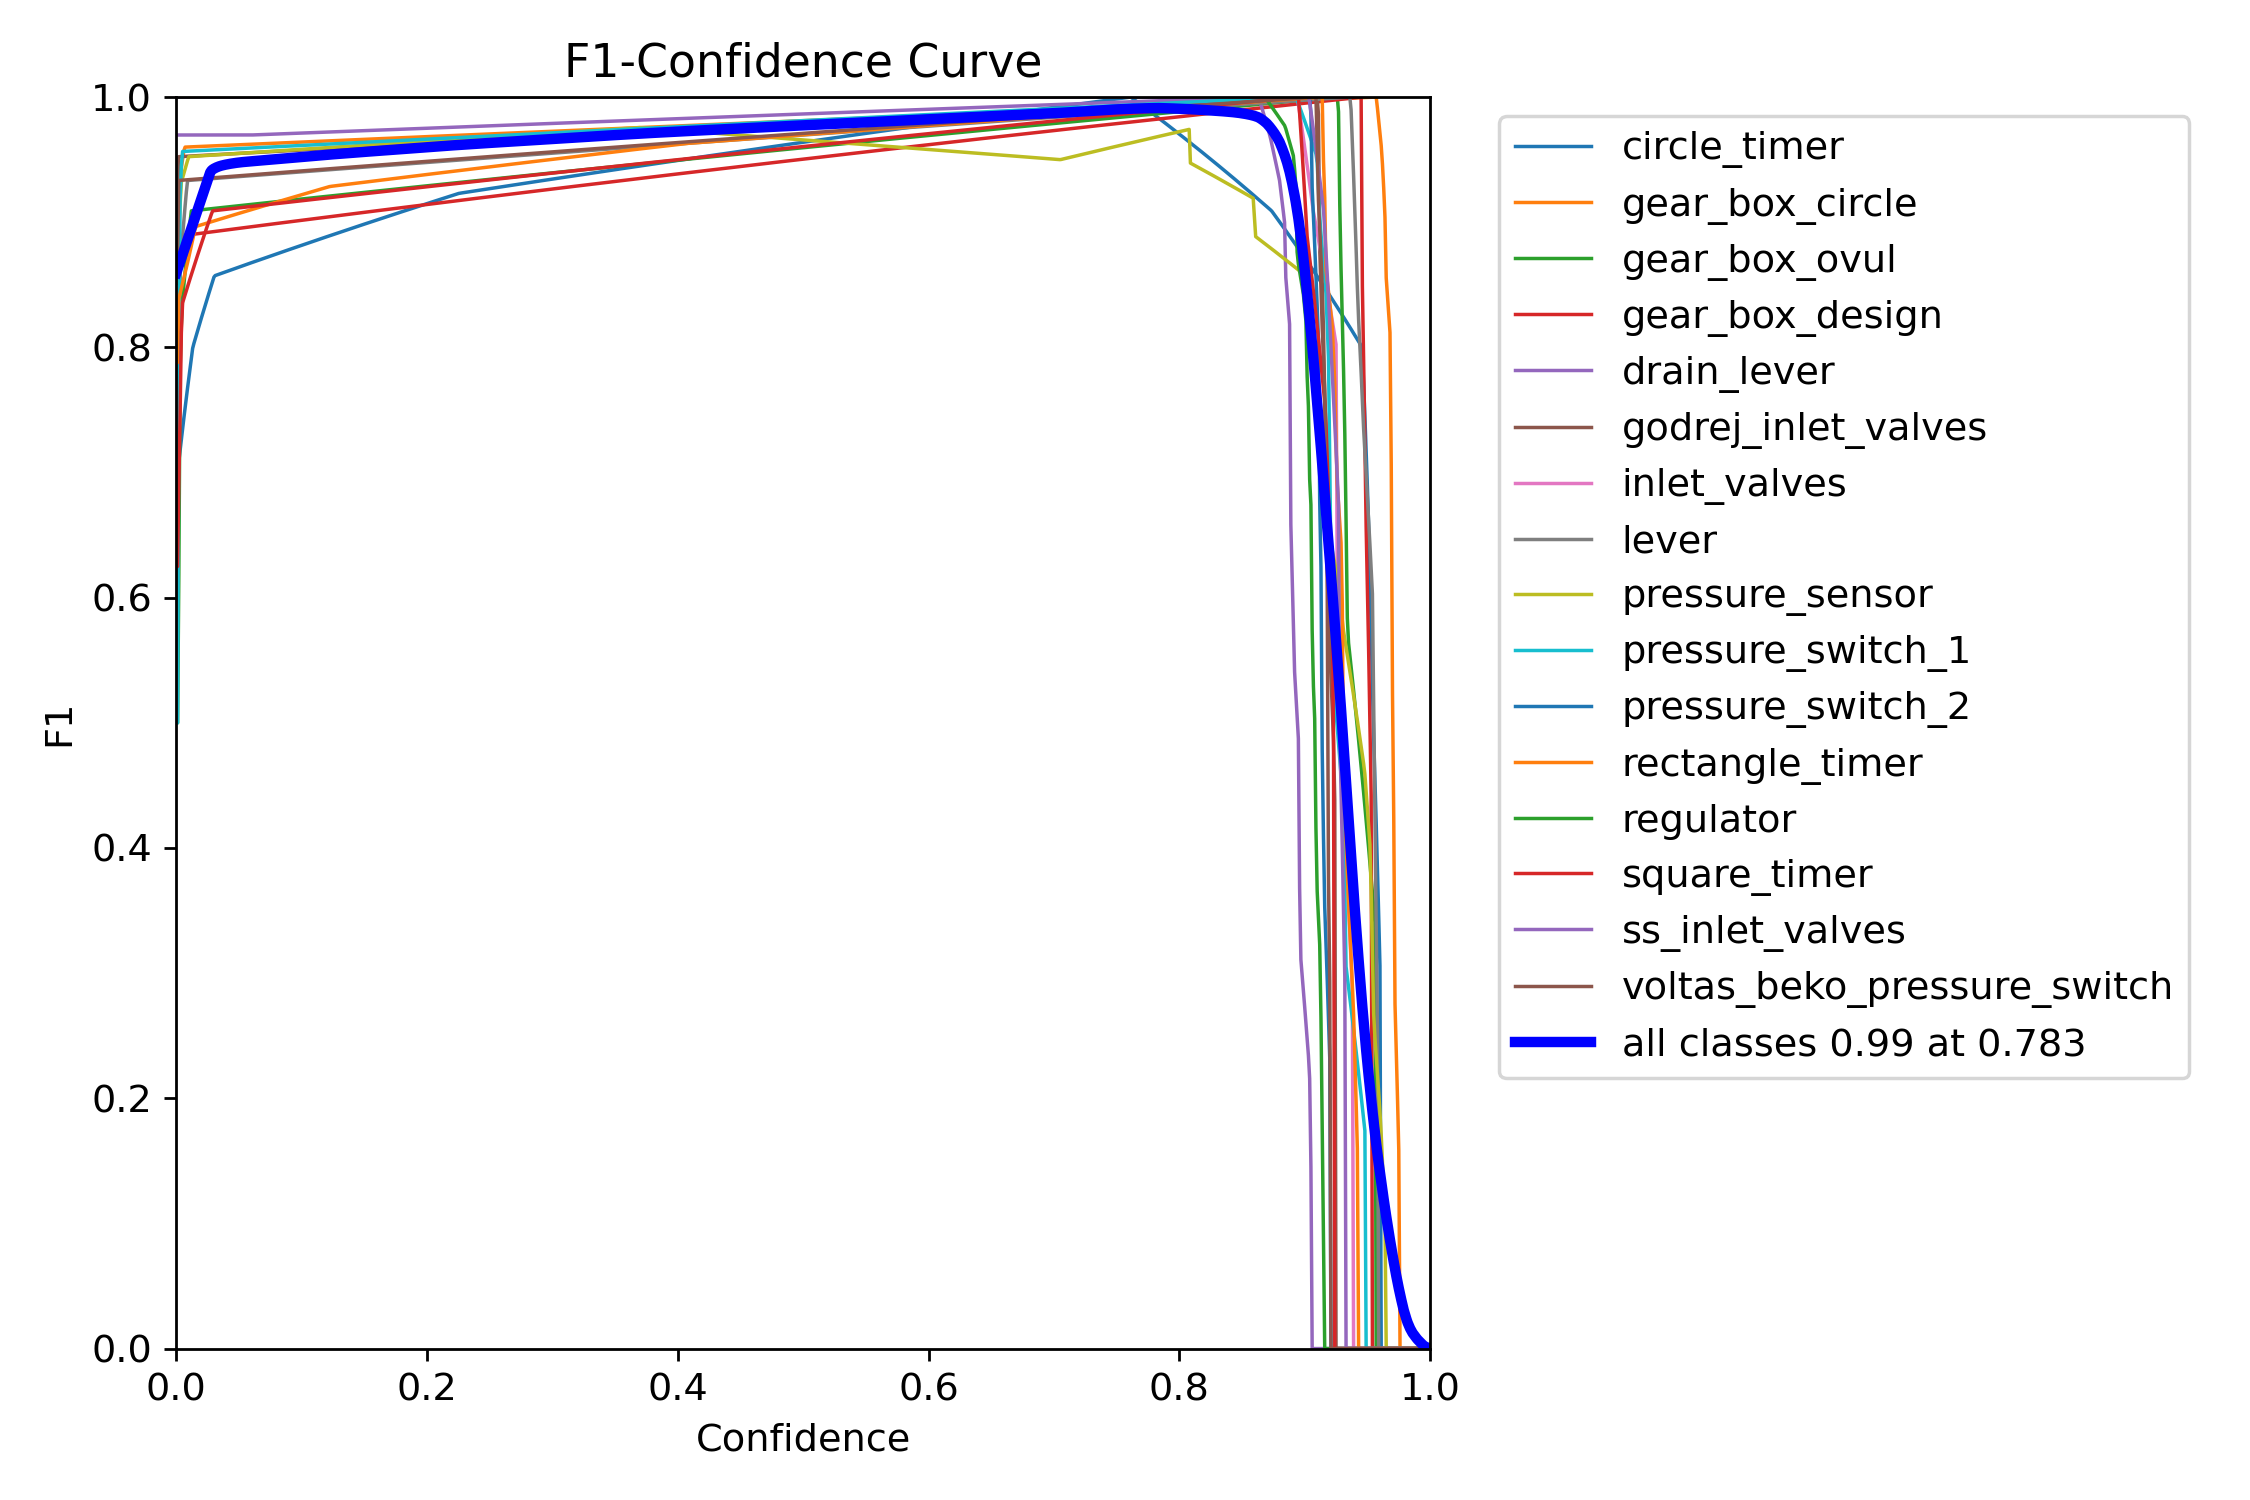 F1-Confidence Curve
1.0
0.8
0.6
0.4
0.2
0.0
F1
0.0 0.2 0.4 0.6 0.8 1.0
Confidence
circle_timer
gear_box_circle
gear_box_ovul
gear_box_design
drain_lever
godrej_inlet_valves
inlet_valves
lever
pressure_sensor
pressure_switch_1
pressure_switch_2
rectangle_timer
regulator
square_timer
ss_inlet_valves
voltas_beko_pressure_switch
all classes 0.99 at 0.783